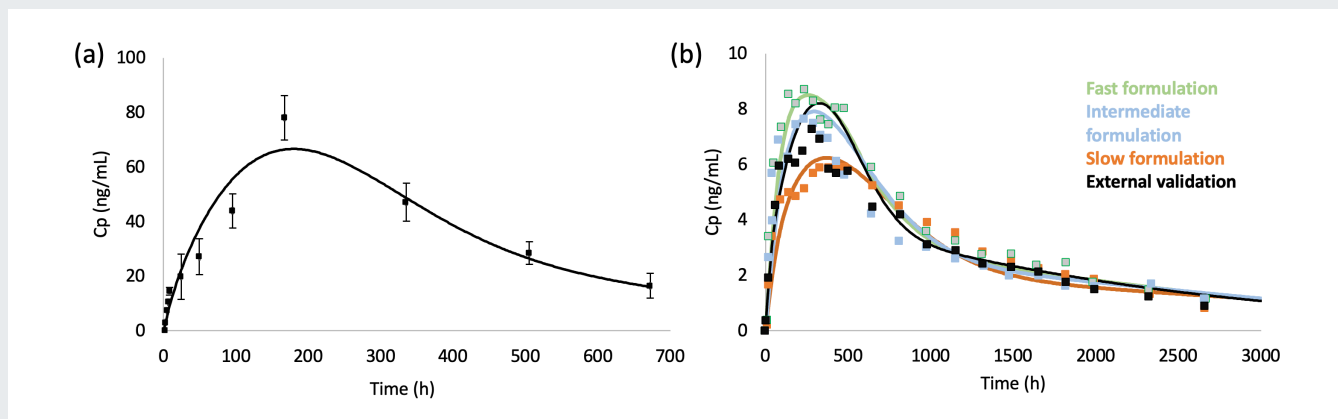 (a)
100
80
60
40
20
0
Cp (ng/mL)
0 100 200 300 400 500 600 700
Time (h)
(b)
10
8
6
4
2
0
Cp (ng/mL)
0 500 1000 1500 2000 2500 3000
Time (h)
Fast formulation
Intermediate
formulation
Slow formulation
External validation